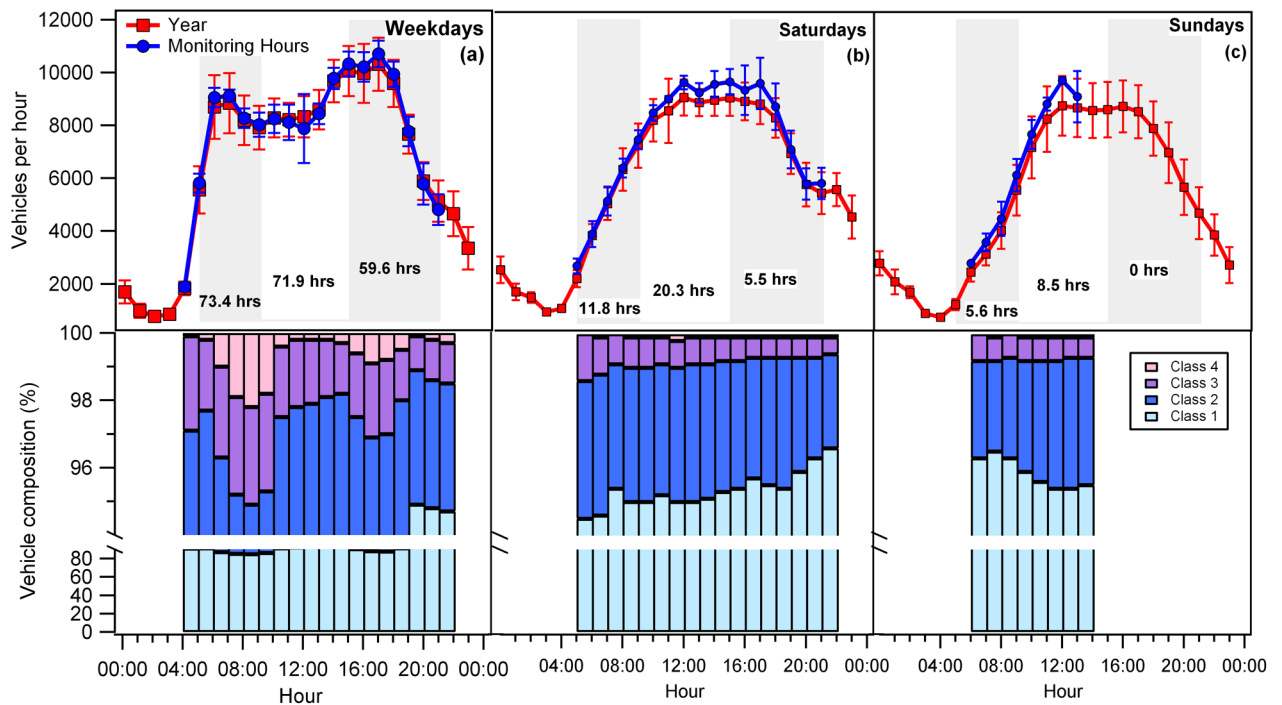 12000
10000
8000
6000
4000
2000
Vehicles per hour
Year
Monitoring Hours
Weekdays
(a)
73.4 hrs
71.9 hrs
59.6 hrs
Saturdays
(b)
11.8 hrs
20.3 hrs
5.5 hrs
Sundays
(c)
5.6 hrs
8.5 hrs
0 hrs
100
98
96
80
60
40
20
0
Vehicle composition (%)
Class 4
Class 3
Class 2
Class 1
00:00 04:00 08:00 12:00 16:00 20:00 00:00
04:00 08:00 12:00 16:00 20:00 00:00
04:00 08:00 12:00 16:00 20:00 00:00
Hour
Hour
Hour